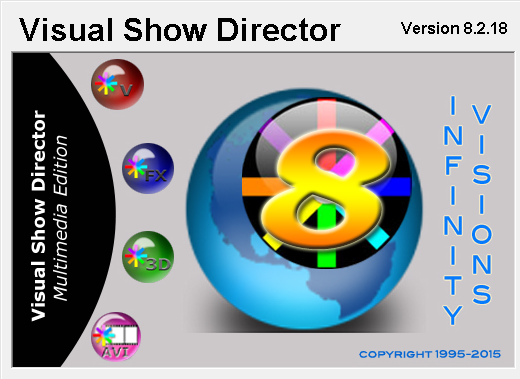 Visual Show Director
Version 8.2.18
Visual Show Director
Multimedia Edition
V
FX
3D
AVI
8
INFINITY
VISIONS
COPYRIGHT 1995-2015